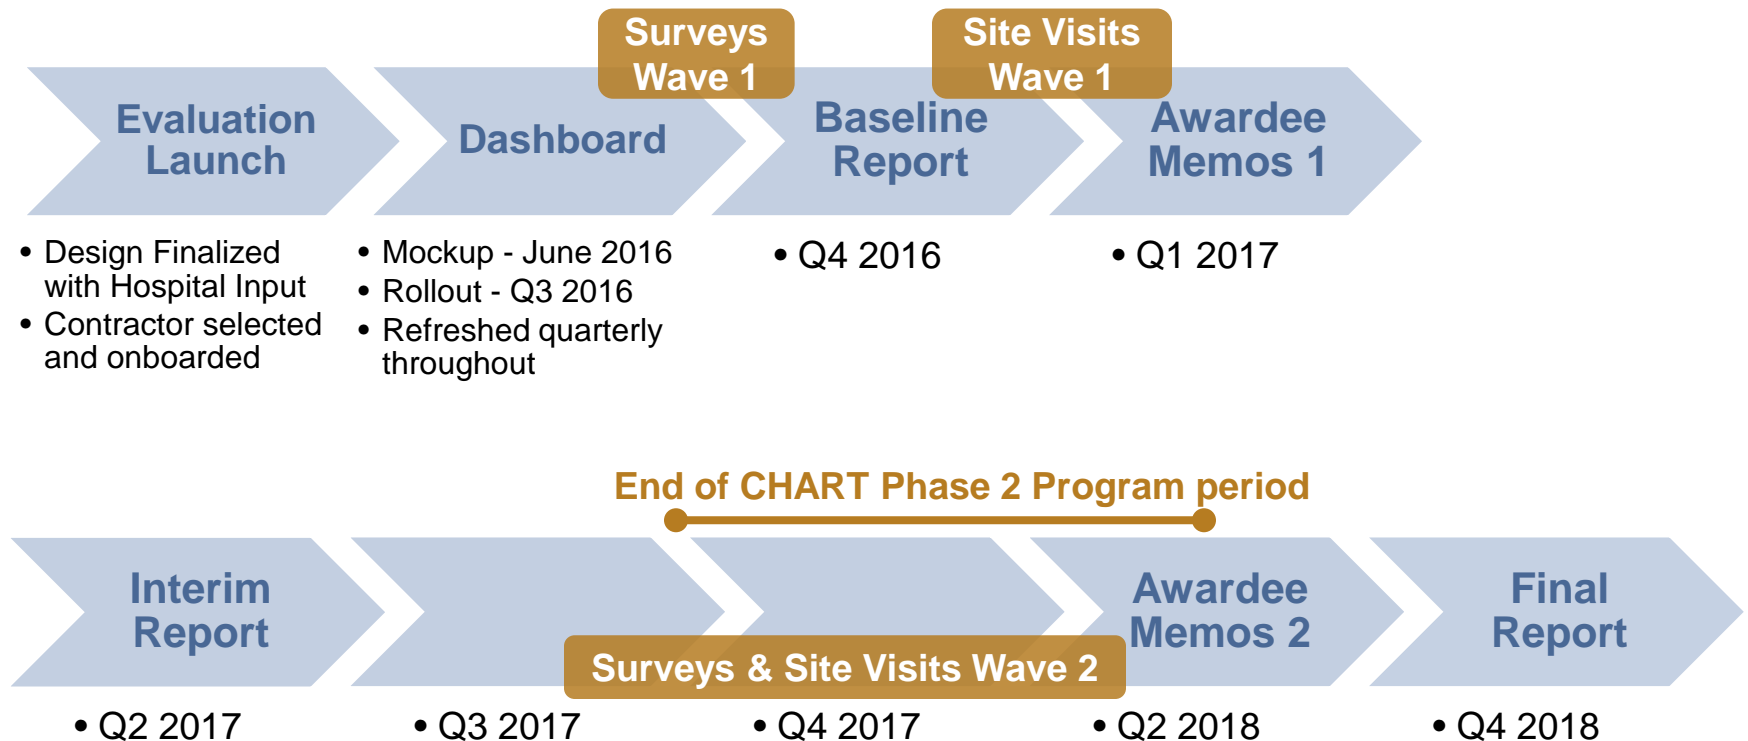 Surveys
Wave 1
Site Visits
Wave 1
Evaluation
Launch
Dashboard
Baseline
Report
Awardee
Memos 1
• Design Finalized
with Hospital Input
• Contractor selected
and onboarded
• Mockup - June 2016
• Rollout - Q3 2016
• Refreshed quarterly
throughout
• Q4 2016
• Q1 2017
End of CHART Phase 2 Program period
Interim
Report
Awardee
Memos 2
Final
Report
Surveys & Site Visits Wave 2
• Q2 2017
• Q3 2017
• Q4 2017
• Q2 2018
• Q4 2018